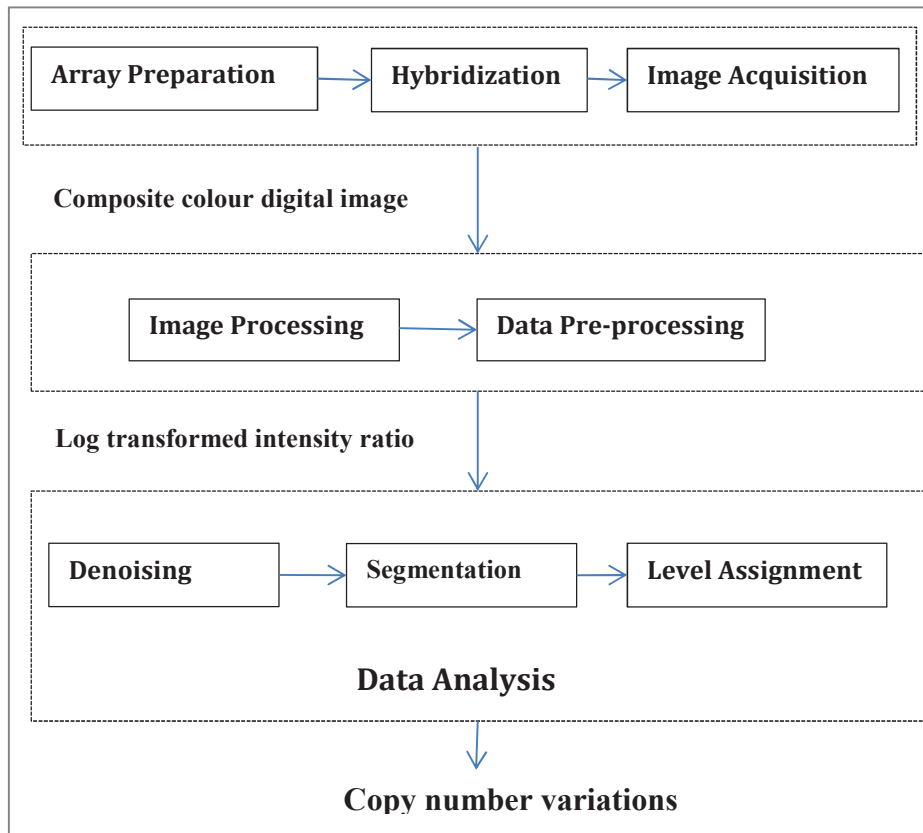 Array Preparation
Hybridization
Image Acquisition
Composite colour digital image
Image Processing
Data Pre-processing
Log transformed intensity ratio
Denoising
Segmentation
Level Assignment
Data Analysis
Copy number variations